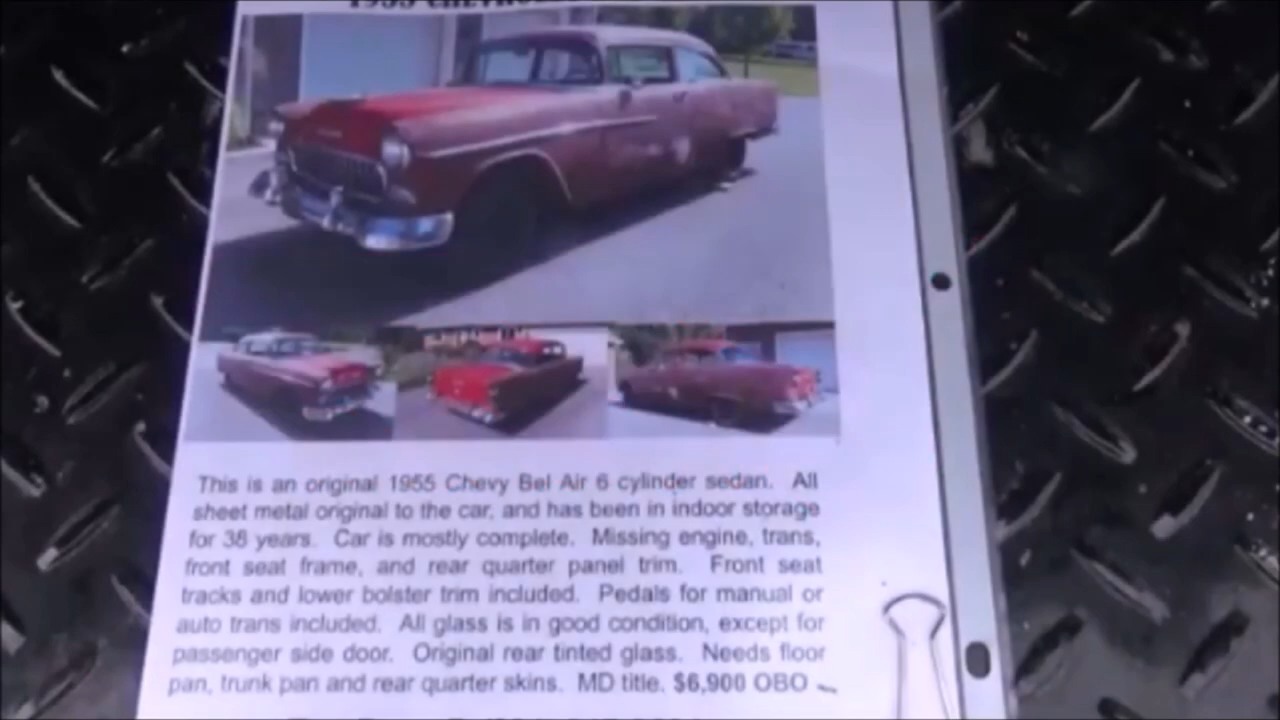 1955
This is an original 1955 Chevy Bel Air 6 cylinder sedan. All
sheet metal original to the car, and has been in indoor storage
for 38 years. Car is mostly complete. Missing engine, trans,
front seat frame, and rear quarter panel trim. Front seat
tracks and lower bolster trim included. Pedals for manual or
auto trans included. All glass is in good condition, except for
passenger side door. Original rear tinted glass. Needs floor
pan, trunk pan and rear quarter skins. MD title. $6,900 OBO